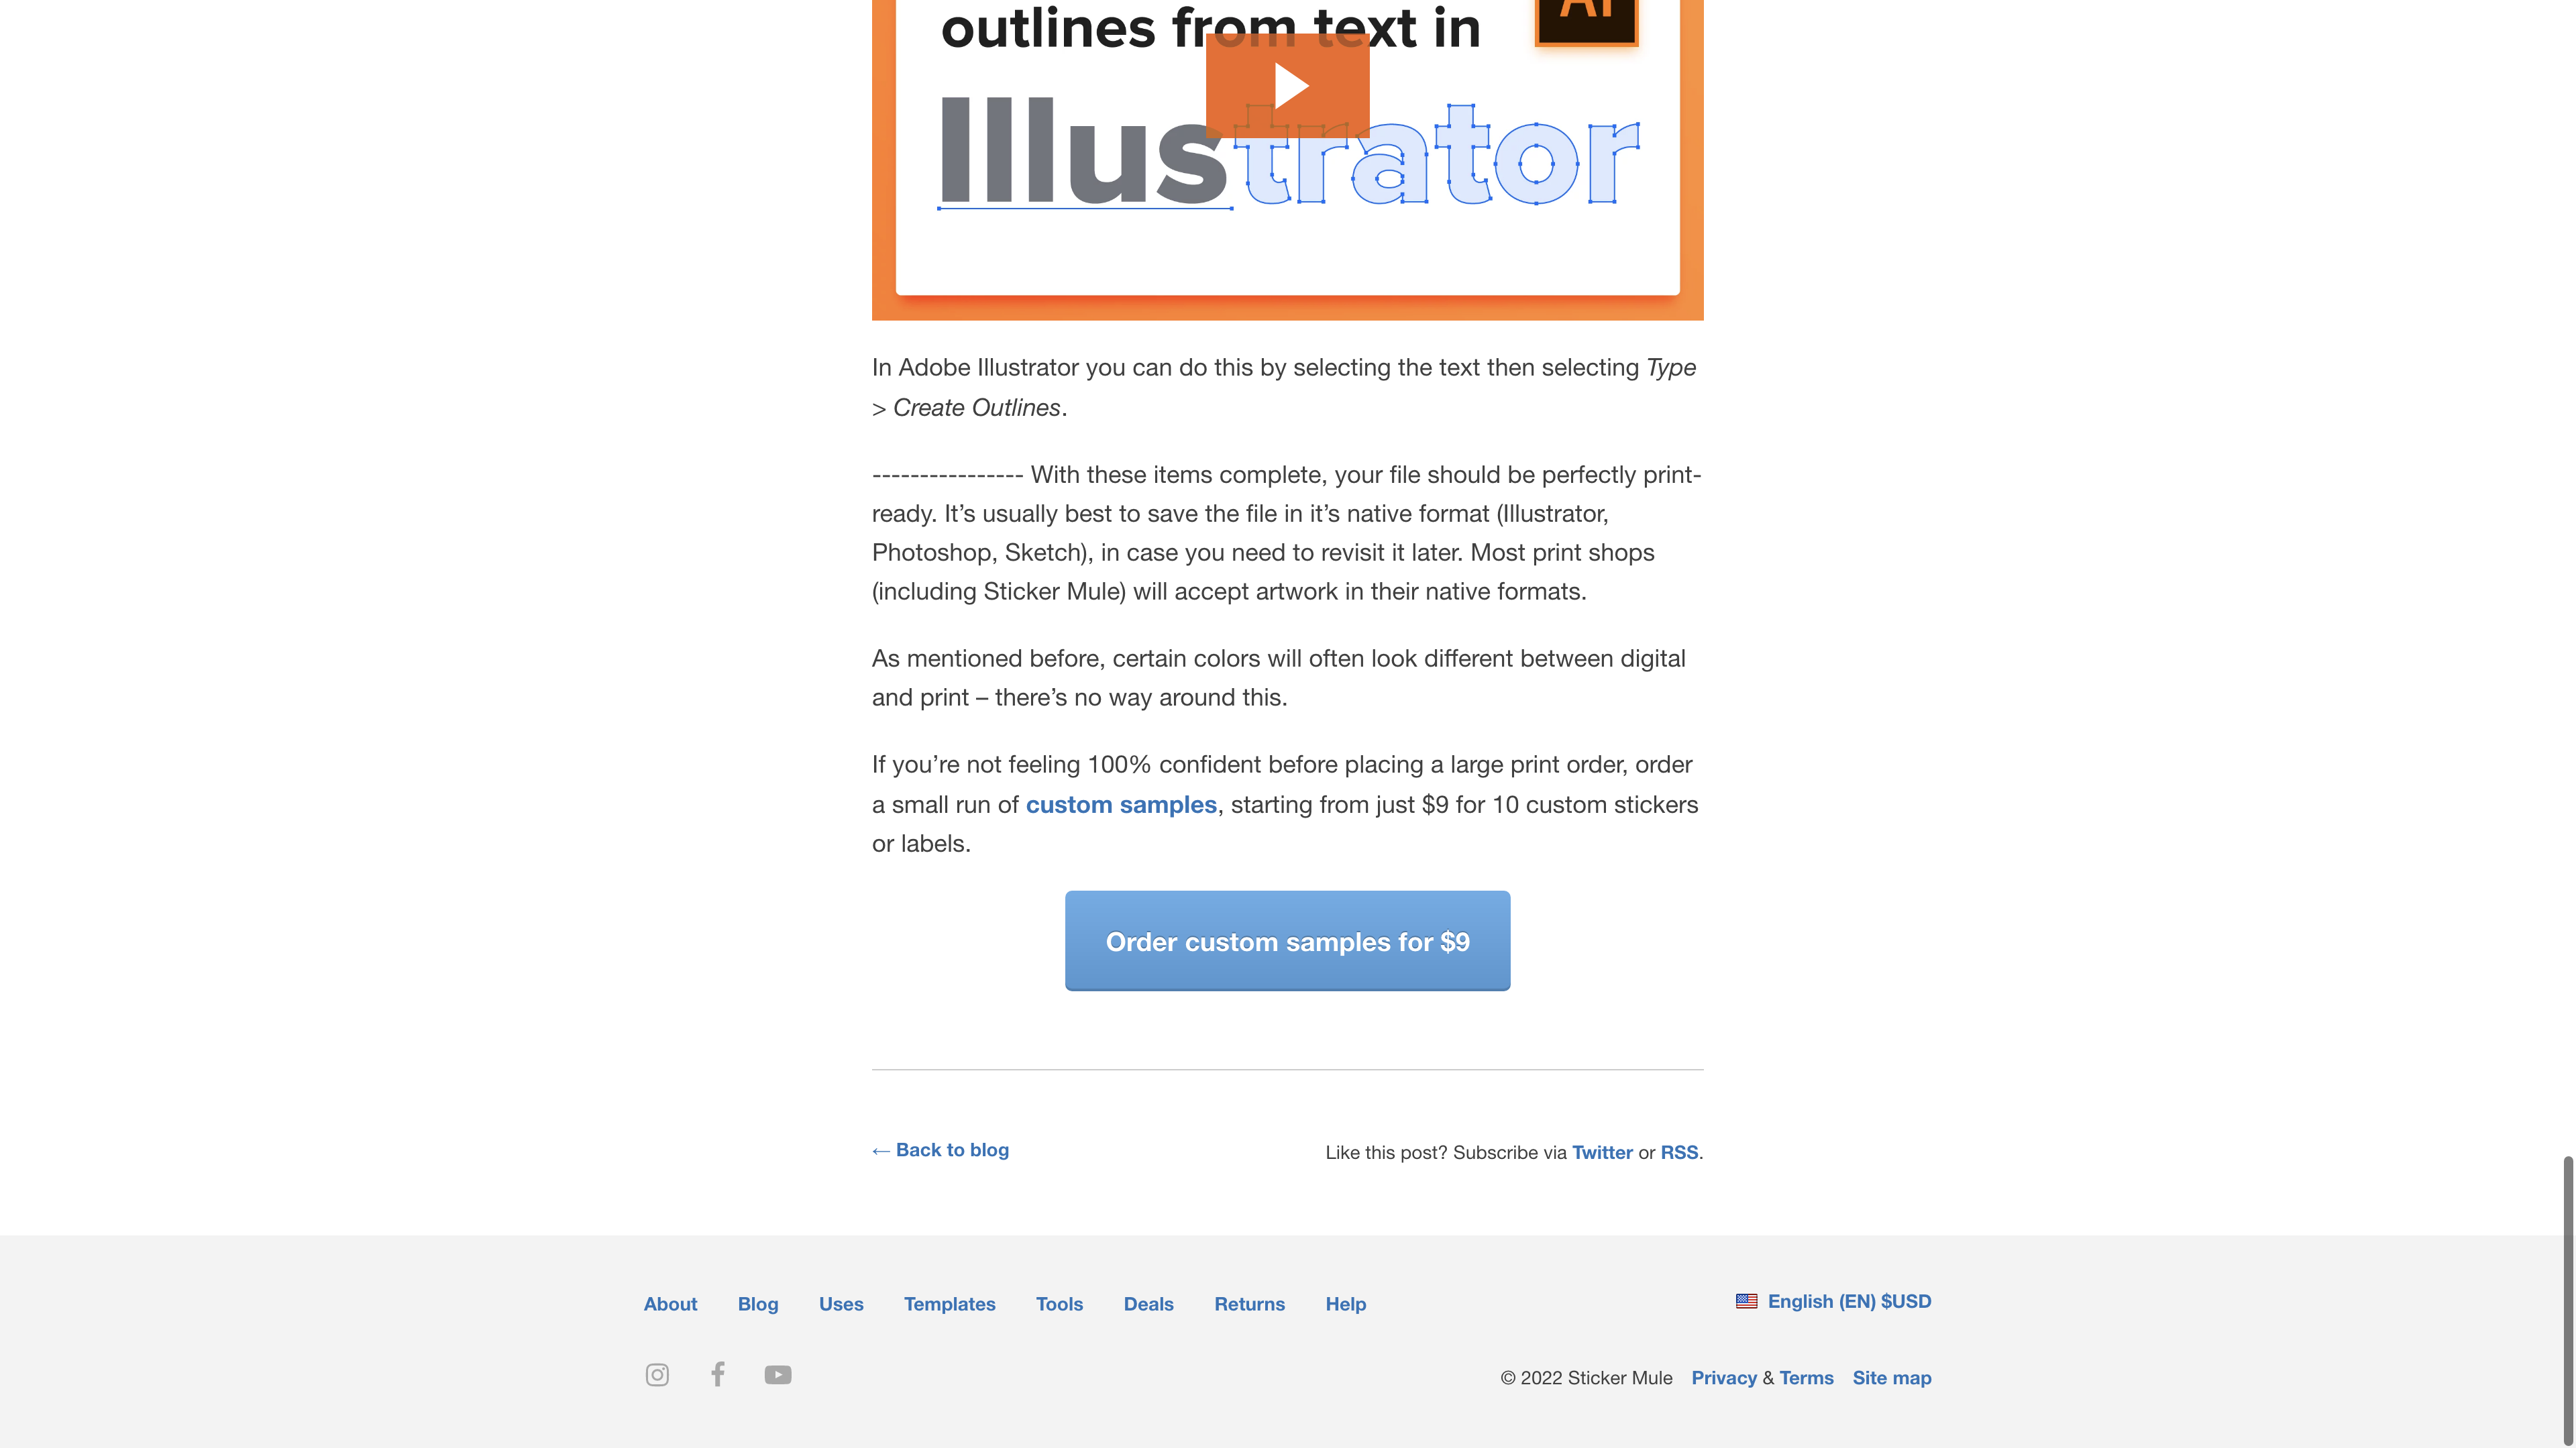 outlines from text in
Illustrator
In Adobe Illustrator you can do this by selecting the text then selecting Type
> Create Outlines.
---------------- With these items complete, your file should be perfectly print-
ready. It’s usually best to save the file in it’s native format (Illustrator,
Photoshop, Sketch), in case you need to revisit it later. Most print shops
(including Sticker Mule) will accept artwork in their native formats.
As mentioned before, certain colors will often look different between digital
and print – there’s no way around this.
If you’re not feeling 100% confident before placing a large print order, order
a small run of custom samples, starting from just $9 for 10 custom stickers
or labels.
Order custom samples for $9
← Back to blog
Like this post? Subscribe via Twitter or RSS.
About Blog Uses Templates Tools Deals Returns Help
English (EN) $USD
© 2022 Sticker Mule Privacy & Terms Site map